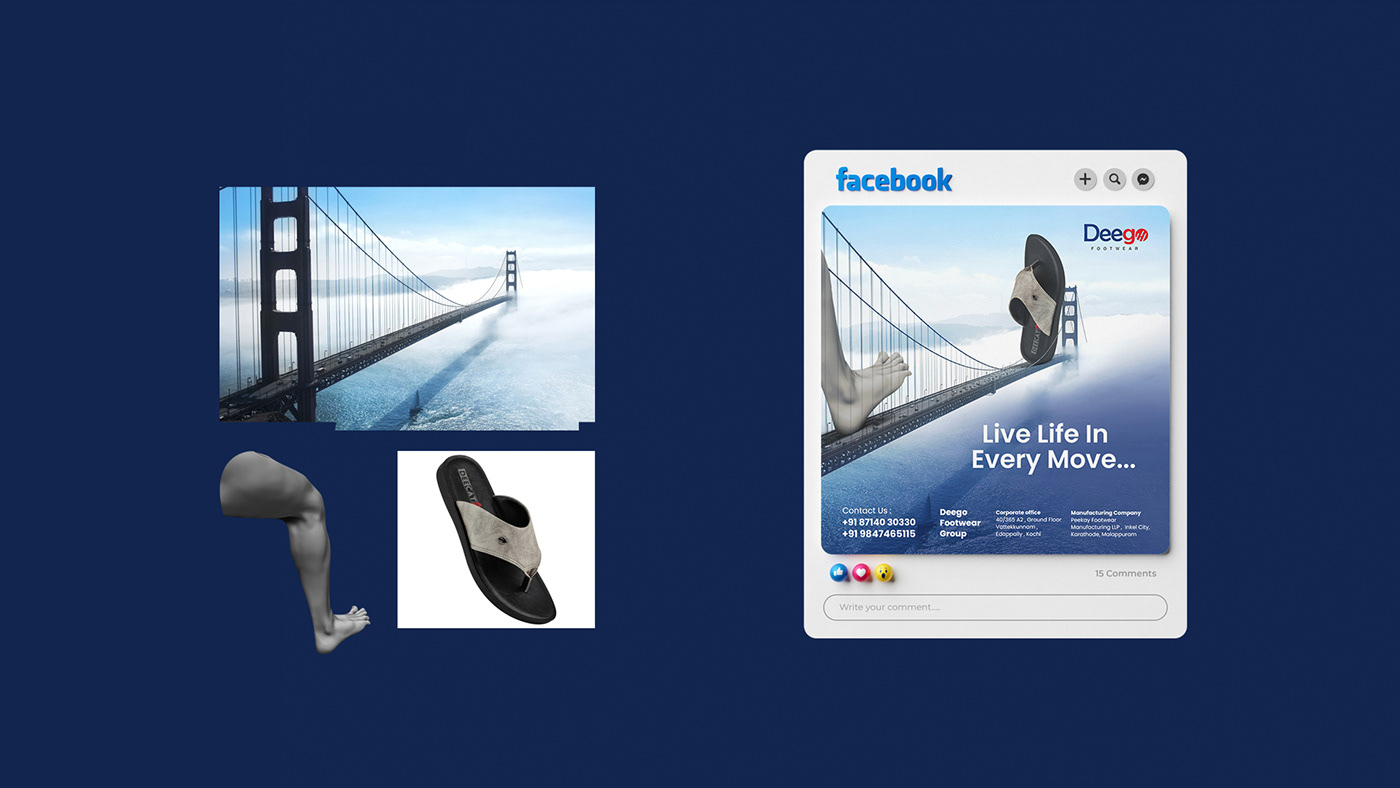 DEECAT
facebook
Deego
FOOTWEAR
DEECAT
Live Life In
Every Move...
Contact Us :
+91 87140 30330
+91 9847465115
Deego
Footwear
Group
Corporate office
40/365 A2 , Ground Floor
Vattekkunnam ,
Edappally , Kochi
Manufacturing Company
Peekay Footwear
Manufacturing LLP , Inkel City,
Karathode, Malappuram
15 Comments
Write your comment....